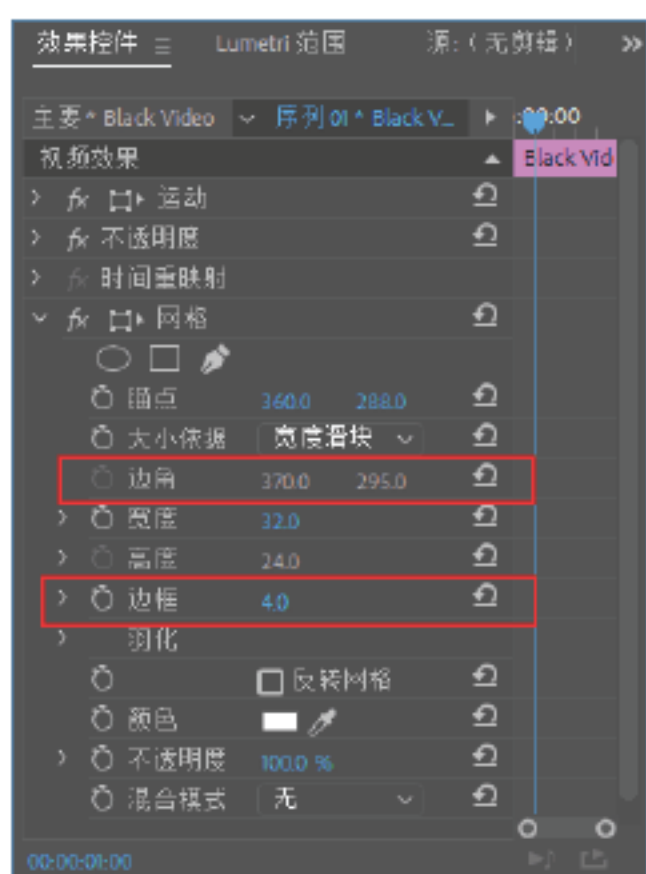 效果控件 Lumetri 范围 源:（无剪辑） »
主要 * Black Video 序列 01 * Black V... :00:00
视频效果 Black Vid
fx 运动
fx 不透明度
fx 时间重映射
fx 网格
锚点 360.0 288.0
大小依据 宽度滑块
边角 370.0 295.0
宽度 32.0
高度 24.0
边框 4.0
羽化
反转网格
颜色
不透明度 100.0 %
混合模式 无
00:00:01:00